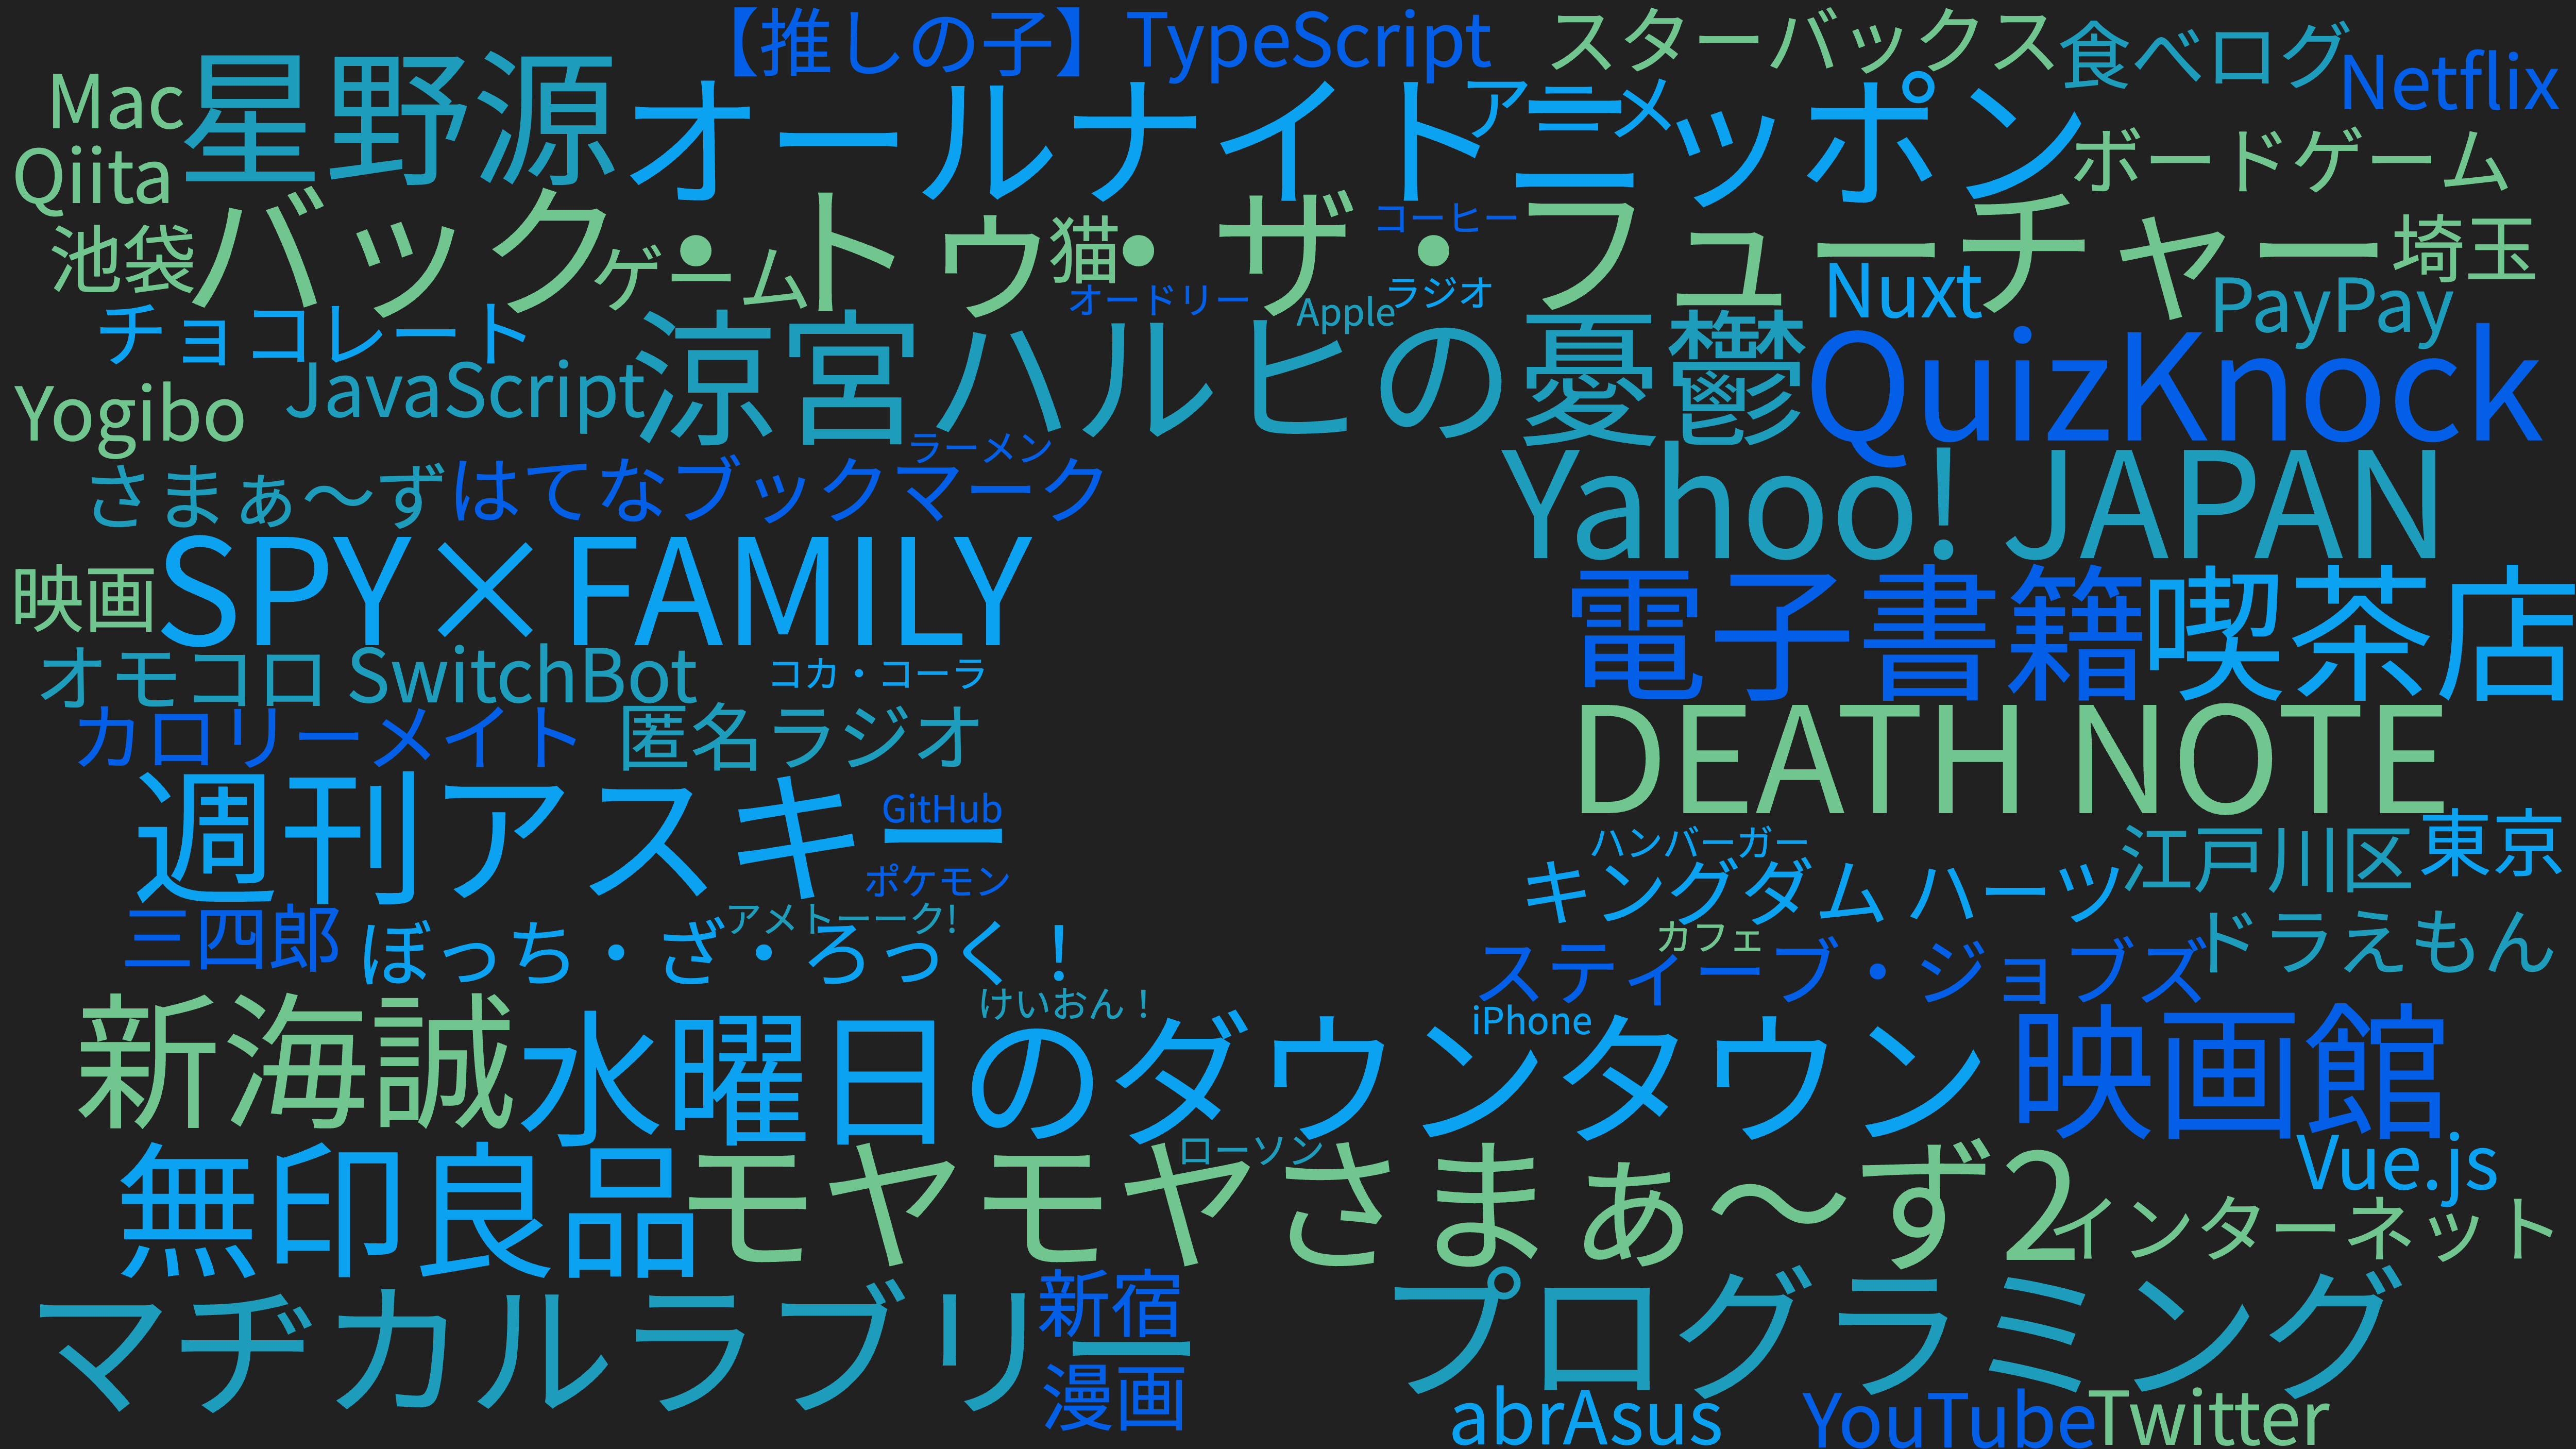 【推しの子】
TypeScript
スターバックス
食べログ
Netflix
Mac
星野源
オールナイトニッポン
アニメ
ボードゲーム
Qiita
池袋
バック・トゥ・ザ・フューチャー
ゲーム
猫
コーヒー
埼玉
オードリー
Apple
ラジオ
Nuxt
PayPay
チョコレート
JavaScript
涼宮ハルヒの憂鬱
QuizKnock
Yogibo
さまぁ〜ず
はてなブックマーク
ラーメン
Yahoo! JAPAN
映画
SPY×FAMILY
電子書籍
喫茶店
オモコロ
SwitchBot
コカ・コーラ
カロリーメイト
匿名ラジオ
DEATH NOTE
週刊アスキー
GitHub
ポケモン
ハンバーガー
キングダム ハーツ
江戸川区
東京
三四郎
ぼっち・ざ・ろっく！
アメトーーク!
カフェ
スティーブ・ジョブズ
ドラえもん
新海誠
けいおん！
水曜日のダウンタウン
iPhone
映画館
無印良品
モヤモヤさまぁ〜ず2
ローソン
Vue.js
インターネット
マヂカルラブリー
新宿
漫画
プログラミング
abrAsus
YouTube
Twitter